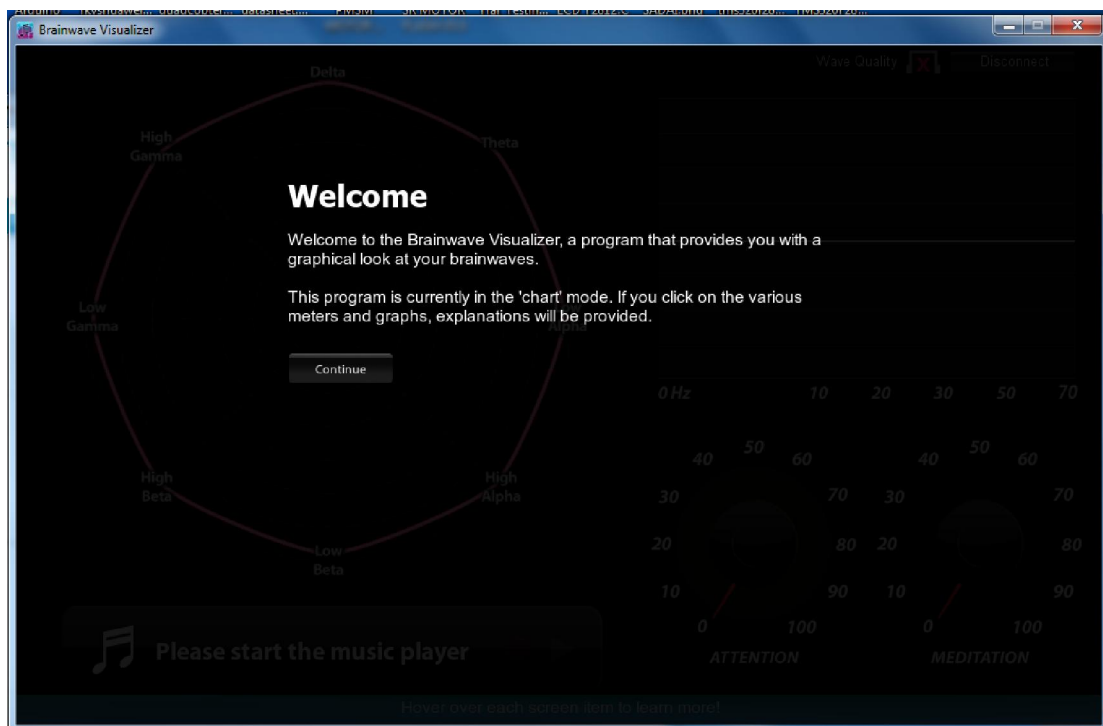 Brainwave Visualizer
Wave Quality
Disconnect
Delta
High
Gamma
Theta
Welcome
Welcome to the Brainwave Visualizer, a program that provides you with a
graphical look at your brainwaves.
This program is currently in the 'chart' mode. If you click on the various
meters and graphs, explanations will be provided.
Low
Gamma
Alpha
Continue
0 Hz 10 20 30 50 70
High
Beta
High
Alpha
Low
Beta
0 10 20 30 40 50 60 70 80 90 100
ATTENTION
0 10 20 30 40 50 60 70 80 90 100
MEDITATION
Please start the music player
Hover over each screen item to learn more!